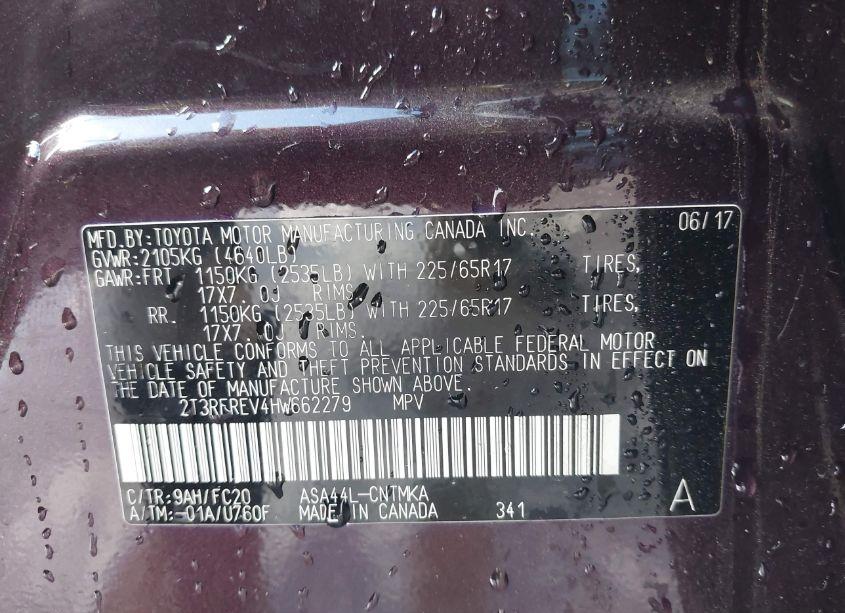 06/17
MFD.BY:TOYOTA MOTOR MANUFACTURING CANADA INC.
GVWR:2105KG (4640LB)
GAWR:FRT 1150KG (2535LB) WITH 225/65R17 TIRES,
17X7.0J RIMS.
RR. 1150KG (2535LB) WITH 225/65R17 TIRES,
17X7.0J RIMS.
THIS VEHICLE CONFORMS TO ALL APPLICABLE FEDERAL MOTOR
VEHICLE SAFETY AND THEFT PREVENTION STANDARDS IN EFFECT ON
THE DATE OF MANUFACTURE SHOWN ABOVE.
2T3RFREV4HW662279 MPV
C/TR:9AH/FC20 ASA44L-CNTMKA
A/TM:-01A/U760F MADE IN CANADA 341 A